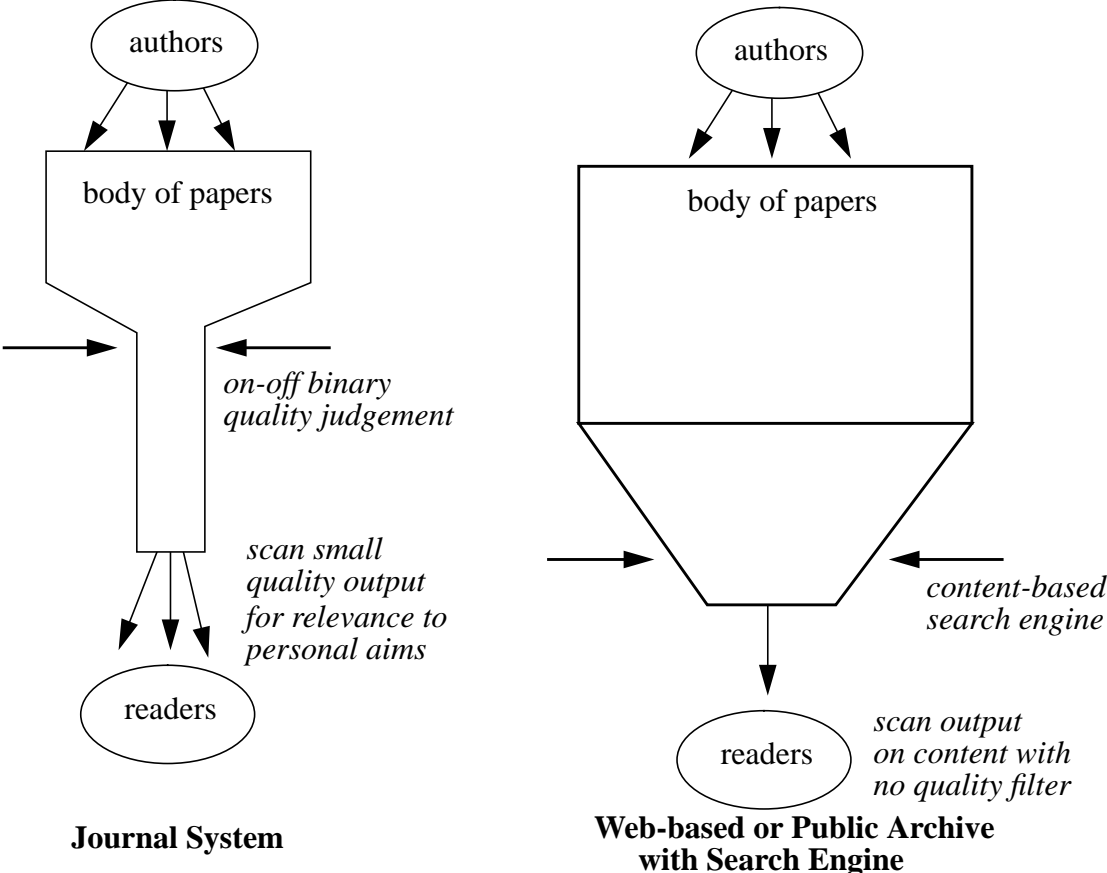 authors
body of papers
on-off binary
quality judgement
scan small
quality output
for relevance to
personal aims
readers
Journal System
authors
body of papers
content-based
search engine
readers
scan output
on content with
no quality filter
Web-based or Public Archive
with Search Engine